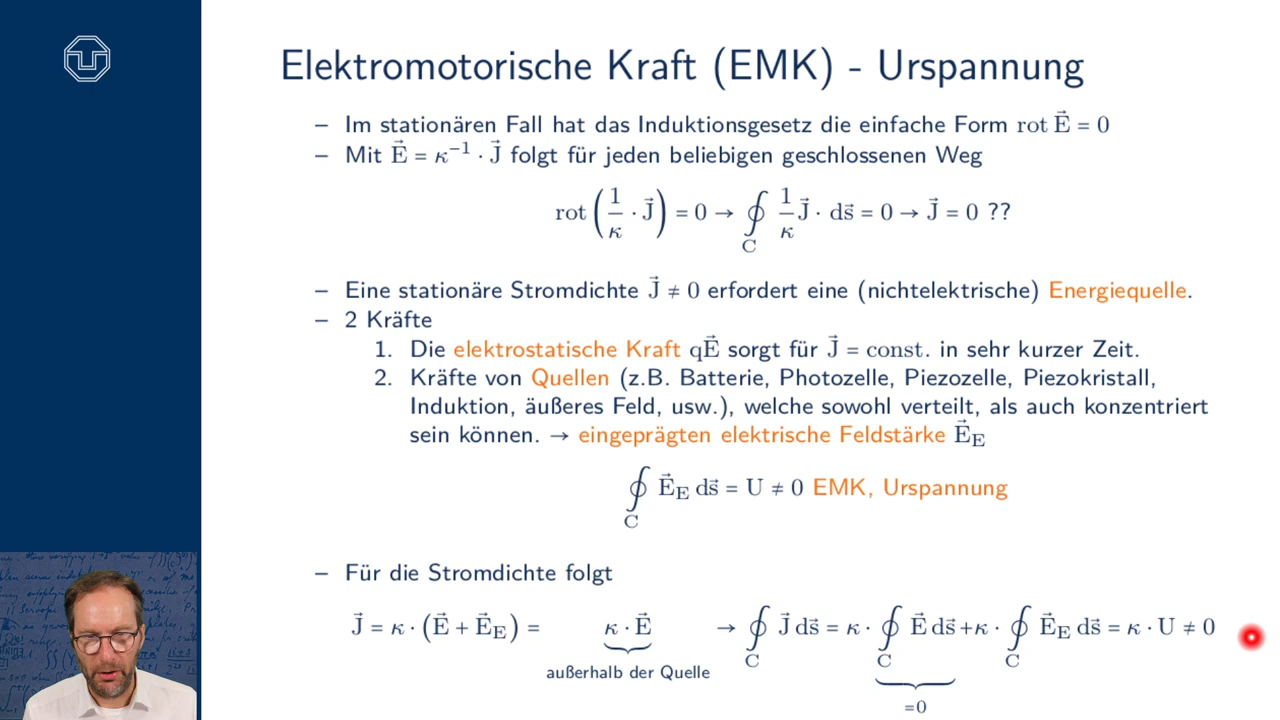 Elektromotorische Kraft (EMK) - Urspannung
– Im stationären Fall hat das Induktionsgesetz die einfache Form rot E⃗ = 0
– Mit E⃗ = κ⁻¹ · J⃗ folgt für jeden beliebigen geschlossenen Weg
rot (1/κ · J⃗) = 0 → ∮_C 1/κ J⃗ · ds⃗ = 0 → J⃗ = 0 ??
– Eine stationäre Stromdichte J⃗ ≠ 0 erfordert eine (nichtelektrische) Energiequelle.
– 2 Kräfte
1. Die elektrostatische Kraft qE⃗ sorgt für J⃗ = const. in sehr kurzer Zeit.
2. Kräfte von Quellen (z.B. Batterie, Photozelle, Piezozelle, Piezokristall,
Induktion, äußeres Feld, usw.), welche sowohl verteilt, als auch konzentriert
sein können. → eingeprägten elektrische Feldstärke E⃗_E
∮_C E⃗_E ds⃗ = U ≠ 0 EMK, Urspannung
– Für die Stromdichte folgt
J⃗ = κ · (E⃗ + E⃗_E) = κ · E⃗ → ∮_C J⃗ ds⃗ = κ · ∮_C E⃗ ds⃗ + κ · ∮_C E⃗_E ds⃗ = κ · U ≠ 0
außerhalb der Quelle
=0